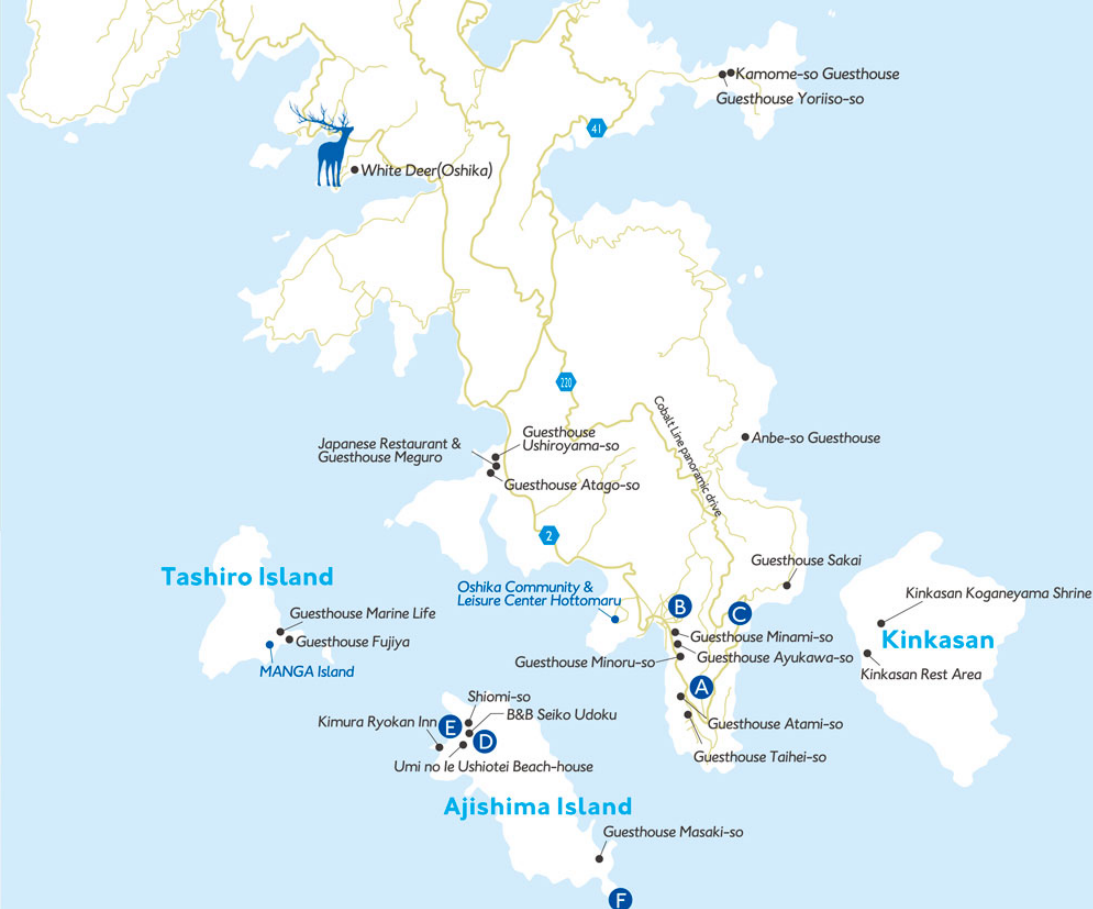 Kamome-so Guesthouse
Guesthouse Yoriiso-so
41
White Deer(Oshika)
220
Cobalt Line panoramic drive
Guesthouse
Ushiroyama-so
Japanese Restaurant &
Guesthouse Meguro
Anbe-so Guesthouse
Guesthouse Atago-so
2
Guesthouse Sakai
Tashiro Island
Oshika Community &
Leisure Center Hottomaru
Kinkasan Koganeyama Shrine
B
C
Guesthouse Marine Life
Guesthouse Fujiya
MANGA Island
Guesthouse Minami-so
Guesthouse Ayukawa-so
Guesthouse Minoru-so
Kinkasan
Kinkasan Rest Area
A
Shiomi-so
B&B Seiko Udoku
Kimura Ryokan Inn
E
D
Guesthouse Atami-so
Guesthouse Taihei-so
Umi no Ie Ushiotei Beach-house
Ajishima Island
Guesthouse Masaki-so
F